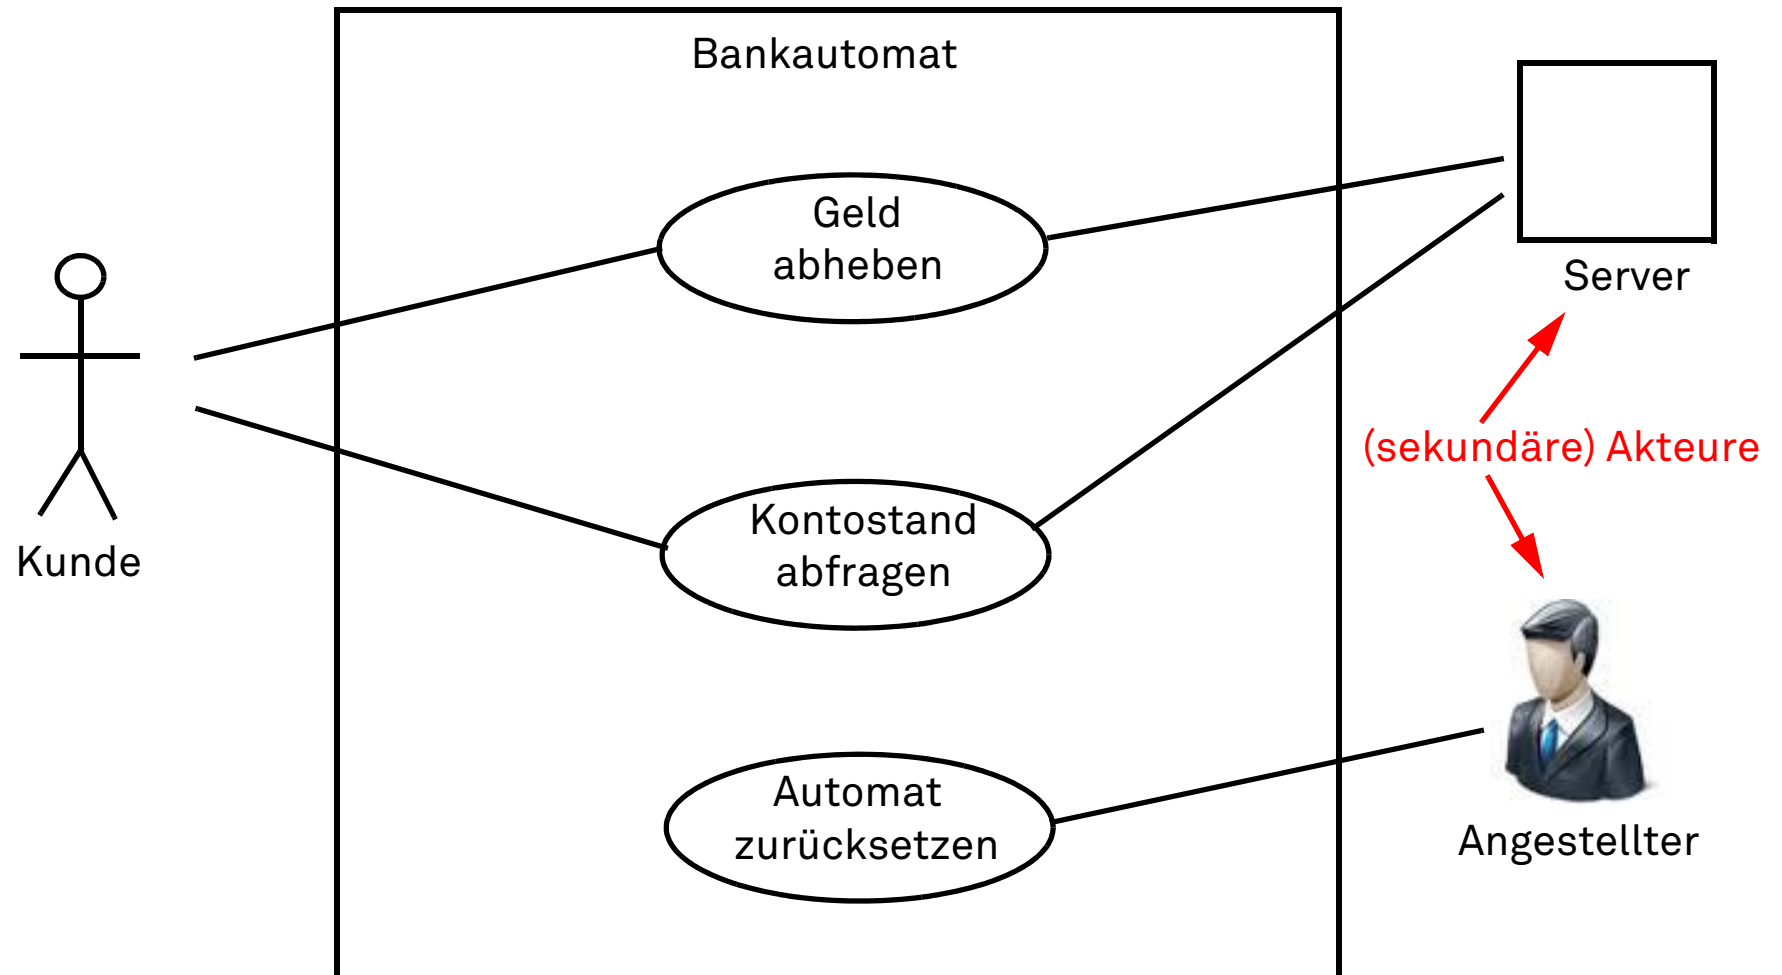 Bankautomat
Geld
abheben
Server
(sekundäre) Akteure
Kontostand
abfragen
Kunde
Automat
zurücksetzen
Angestellter